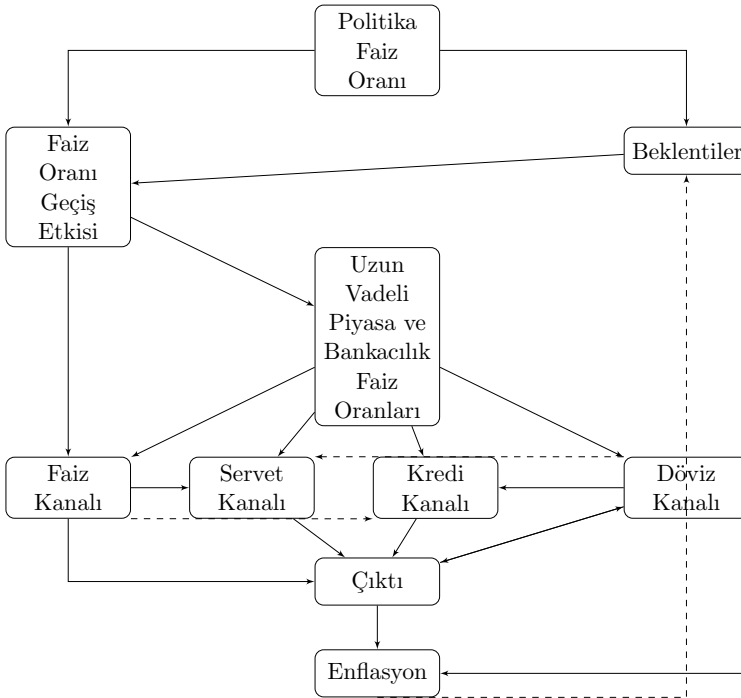 Politika
Faiz
Oranı
Faiz
Oranı
Geçiş
Etkisi
Beklentiler
Uzun
Vadeli
Piyasa ve
Bankacılık
Faiz
Oranları
Faiz
Kanalı
Servet
Kanalı
Kredi
Kanalı
Döviz
Kanalı
Çıktı
Enflasyon